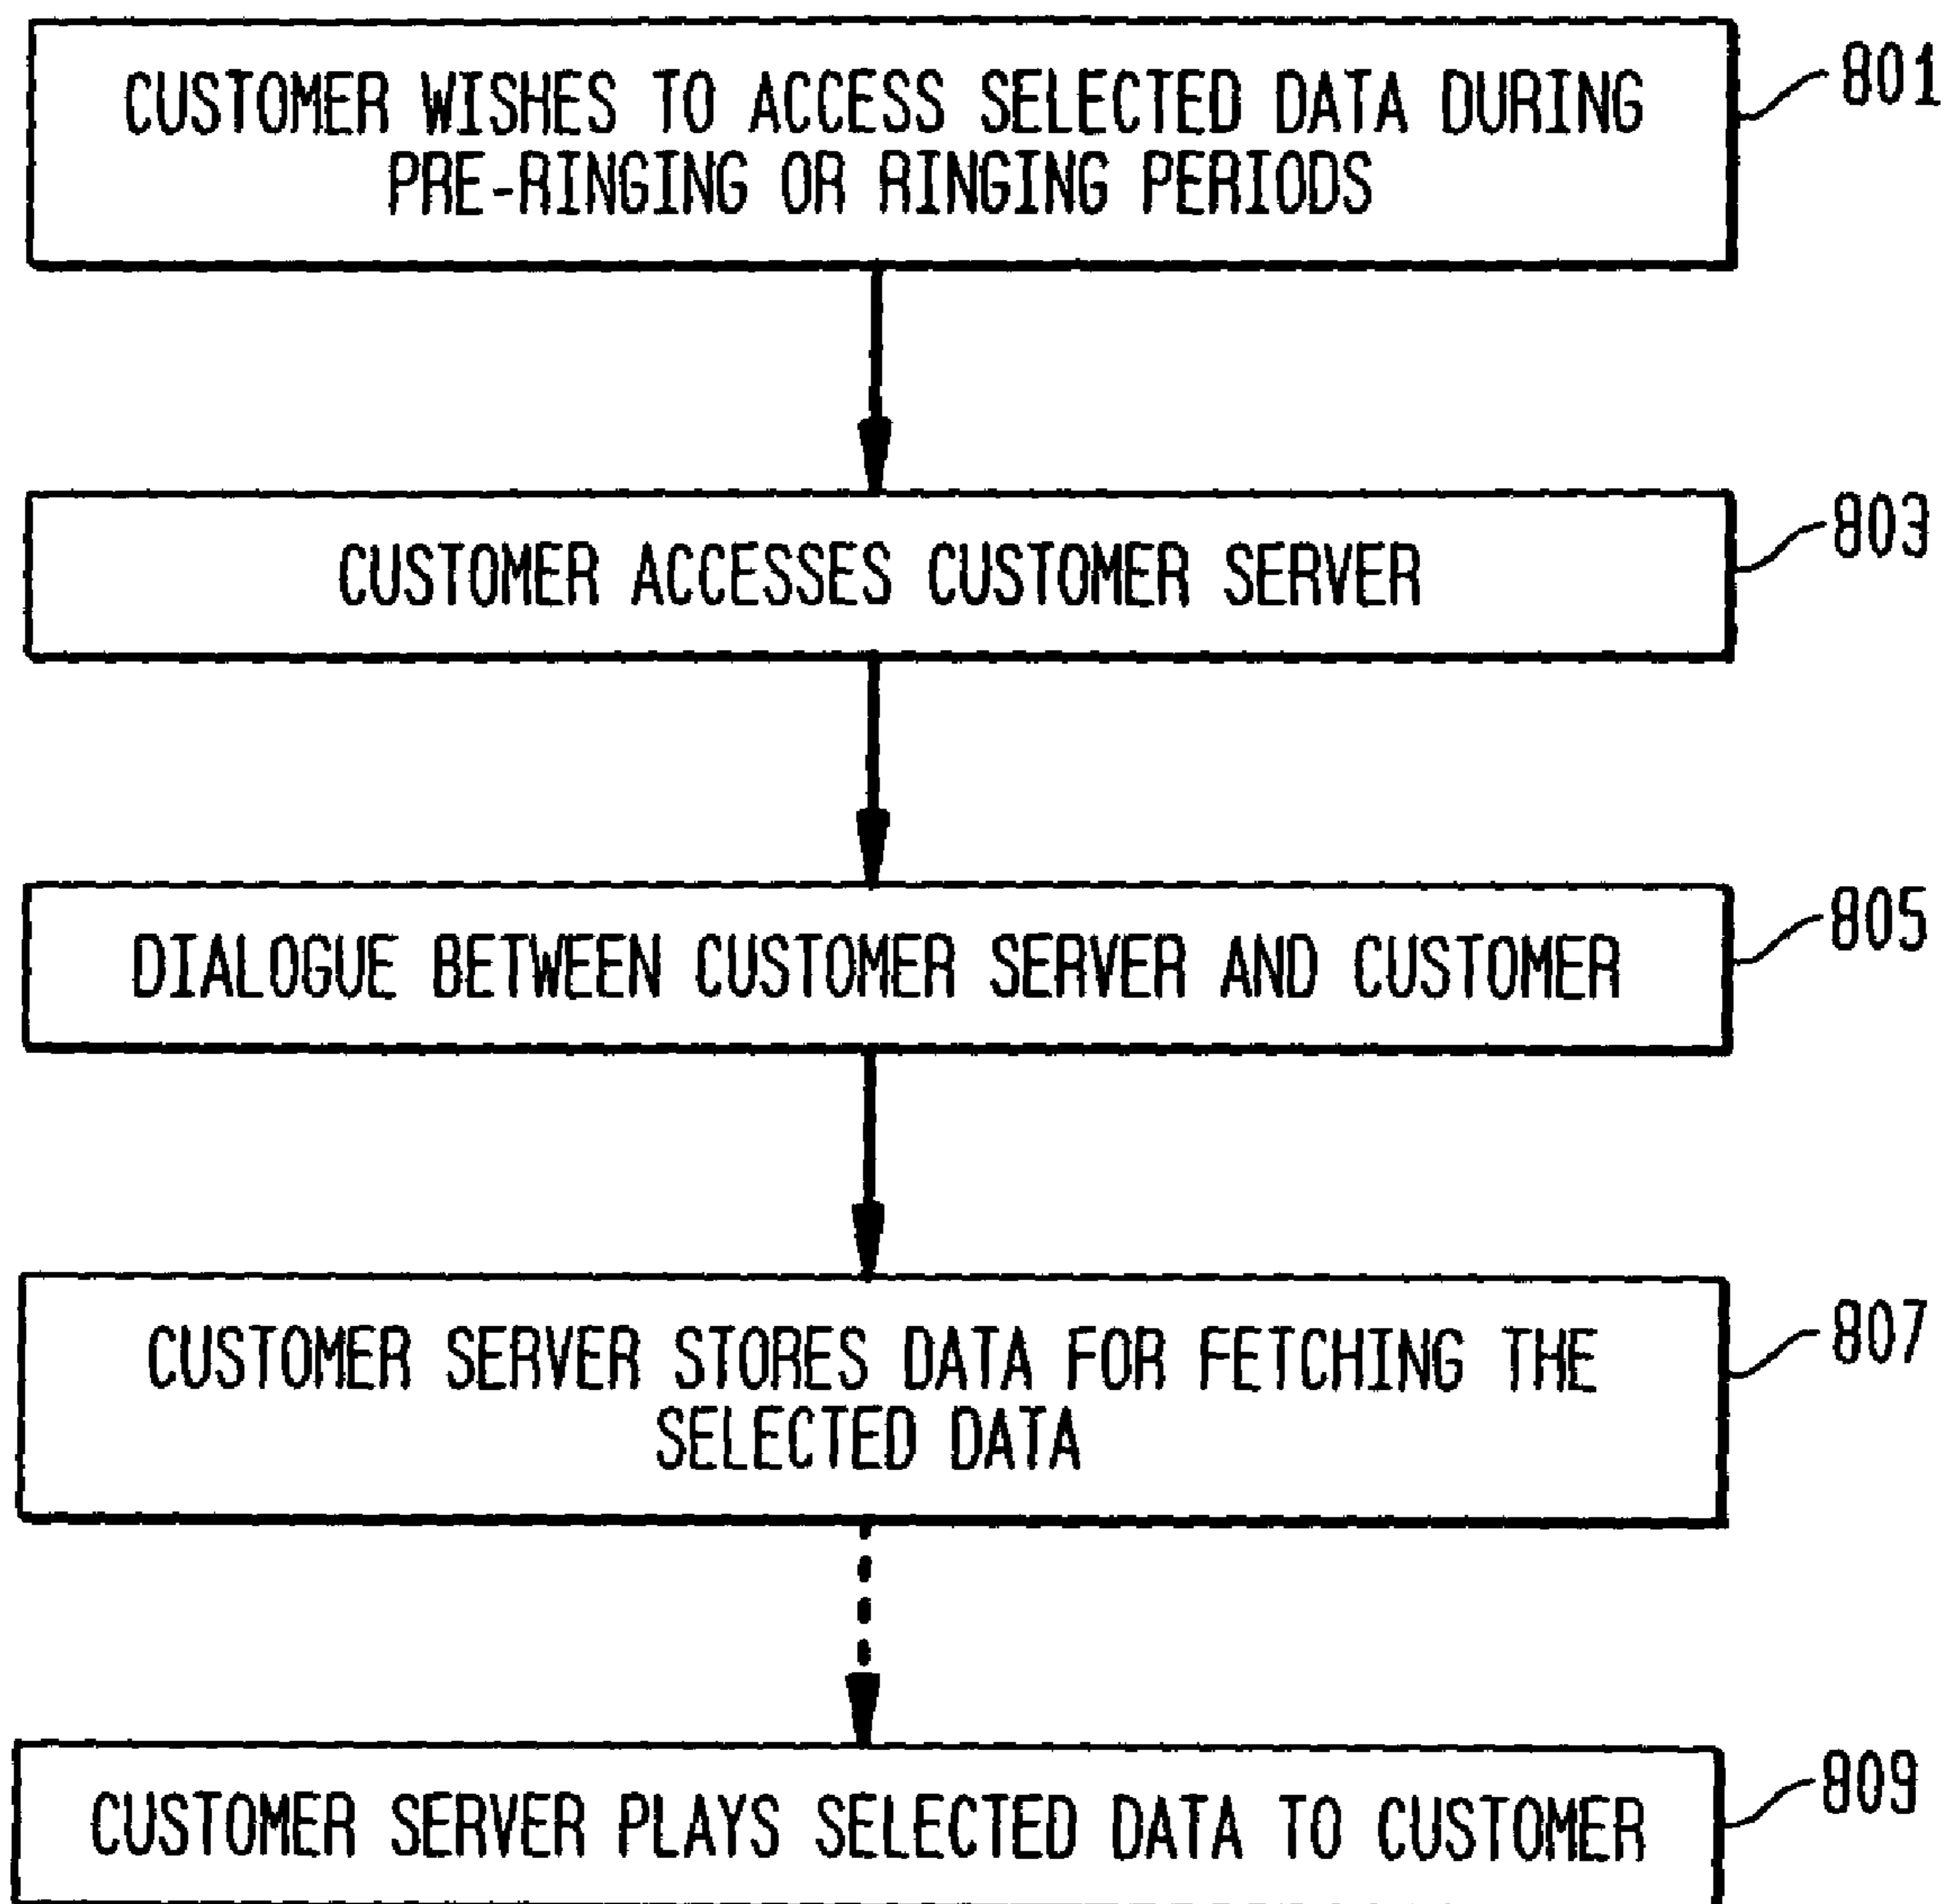 CUSTOMER WISHES TO ACCESS SELECTED DATA DURING
PRE-RINGING OR RINGING PERIODS
801
CUSTOMER ACCESSES CUSTOMER SERVER
803
DIALOGUE BETWEEN CUSTOMER SERVER AND CUSTOMER
805
CUSTOMER SERVER STORES DATA FOR FETCHING THE
SELECTED DATA
807
CUSTOMER SERVER PLAYS SELECTED DATA TO CUSTOMER
809